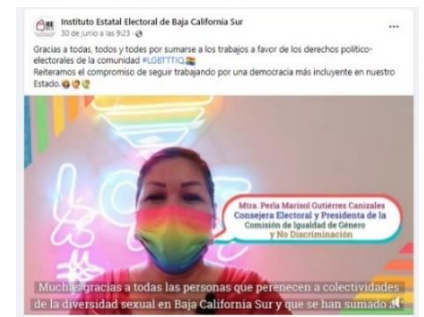 Instituto Estatal Electoral de Baja California Sur
30 de junio a las 9:23 ·
Gracias a todas, todos y todes por sumarse a los trabajos a favor de los derechos político-
electorales de la comunidad #LGBTTTIQ
Reiteramos el compromiso de seguir trabajando por una democracia más incluyente en nuestro
Estado.
Mtra. Perla Marisol Gutiérrez Canizales
Consejera Electoral y Presidenta de la
Comisión de Igualdad de Género
y No Discriminación
Muchas gracias a todas las personas que perenecen a colectividades
de la diversidad sexual en Baja California Sur y que se han sumado a